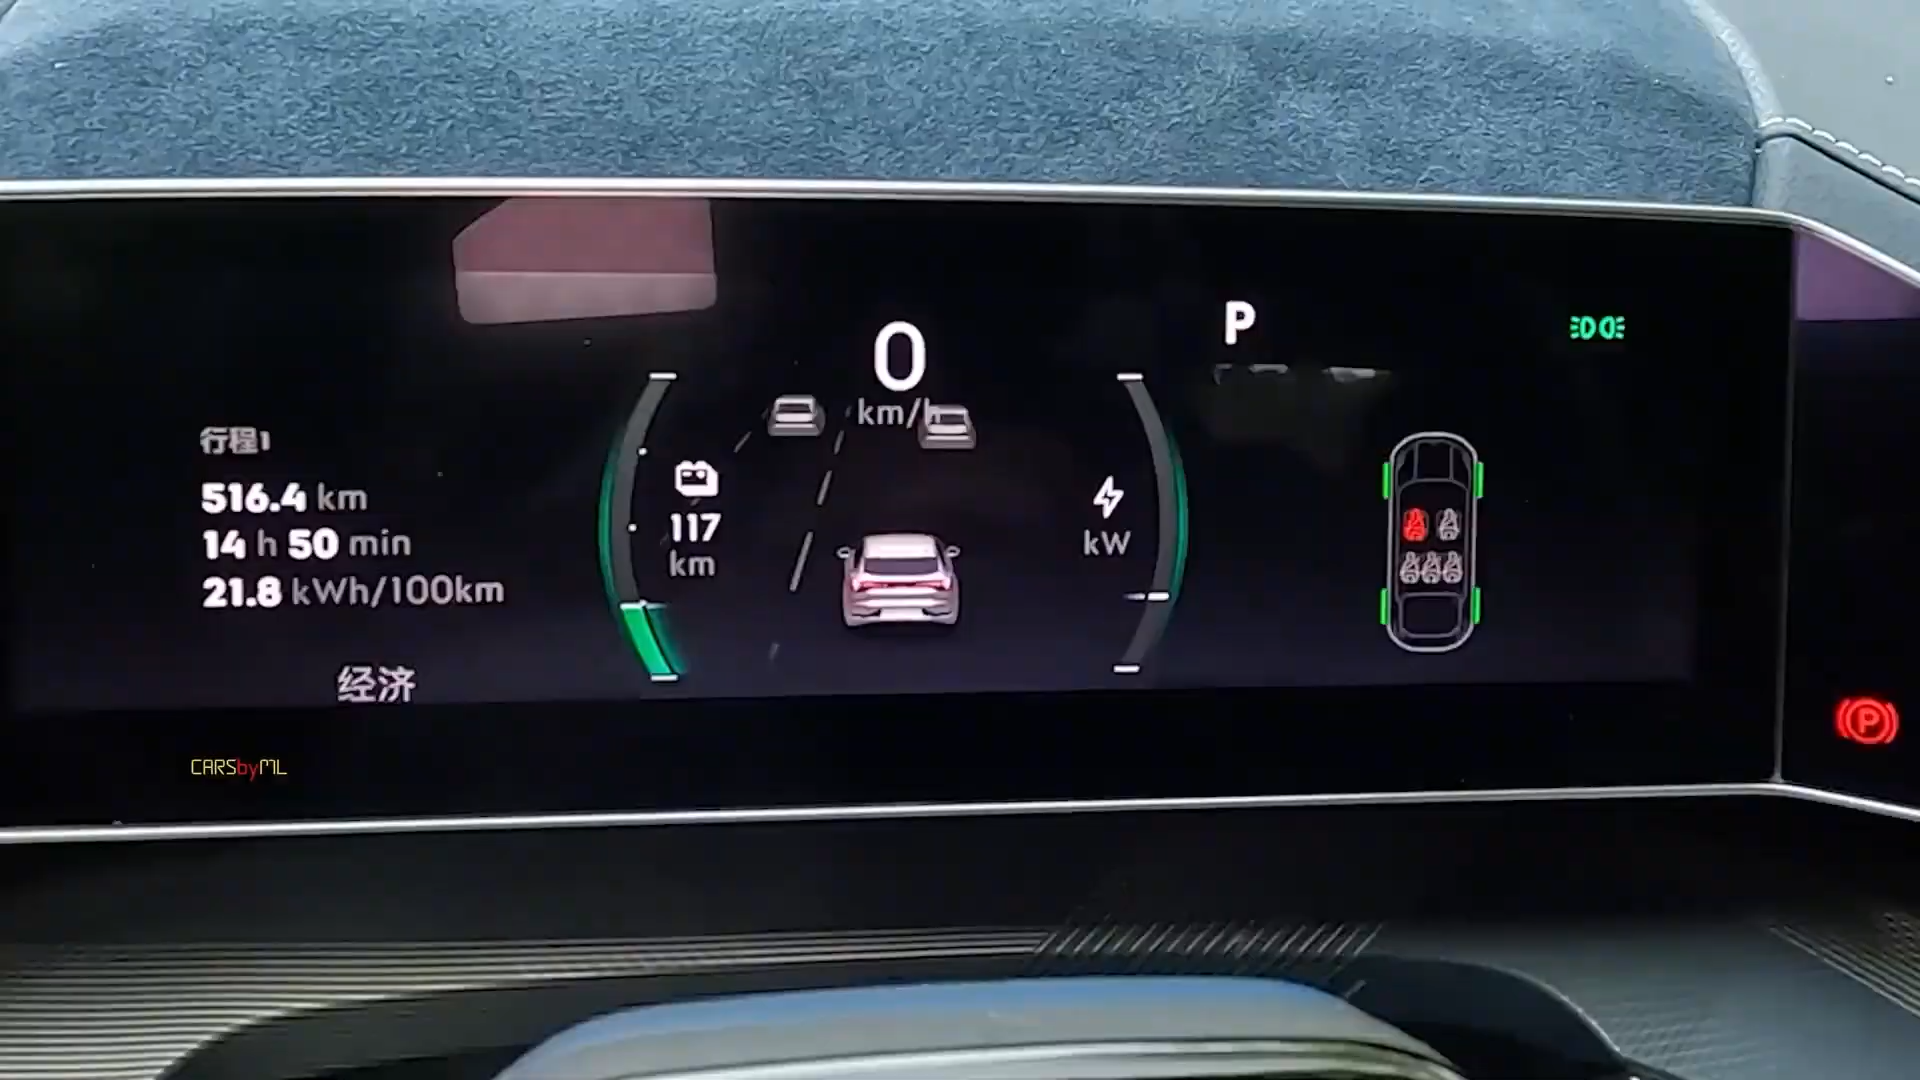 行程1
516.4 km
14 h 50 min
21.8 kWh/100km
经济
117
km
0
km/h
kW
P
P
CARSbyML